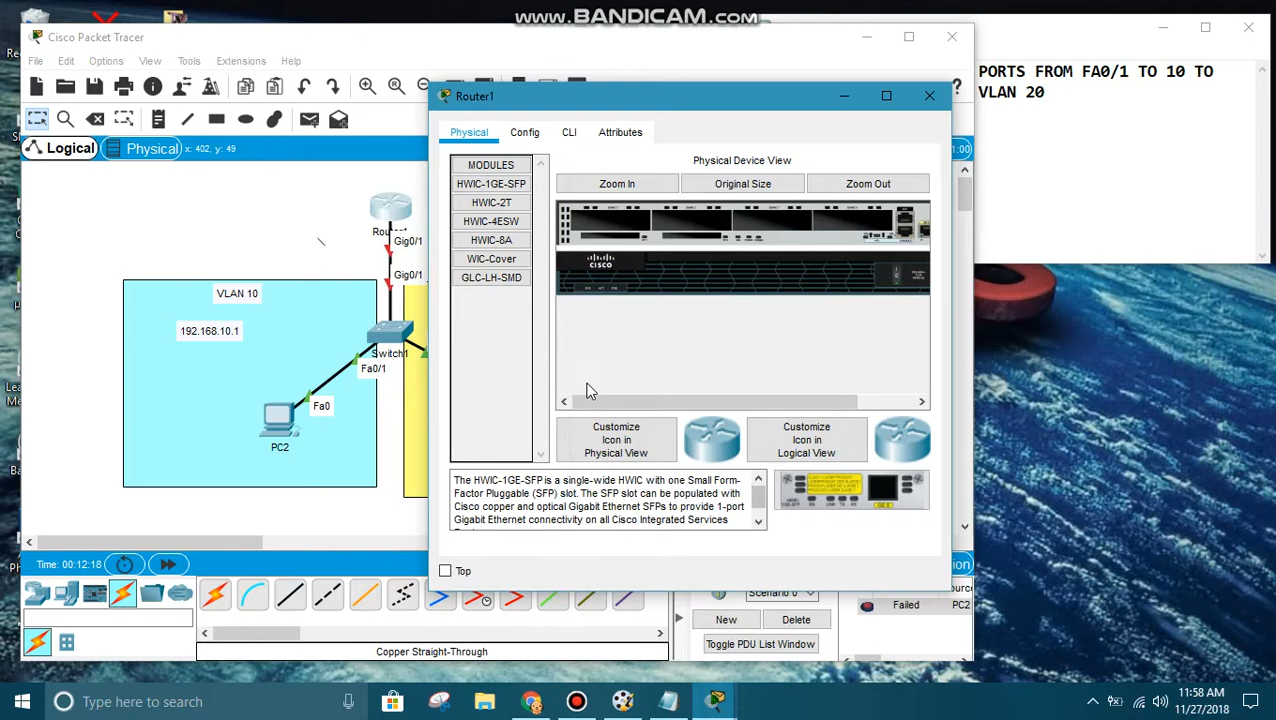 www.BANDICAM.com
Cisco Packet Tracer
File Edit Options View Tools Extensions Help
PORTS FROM FA0/1 TO 10 TO
VLAN 20
Router1
Physical Config CLI Attributes
Logical Physical x: 402, y: 49
MODULES
HWIC-1GE-SFP
HWIC-2T
HWIC-4ESW
HWIC-8A
WIC-Cover
GLC-LH-SMD
Physical Device View
Zoom In Original Size Zoom Out
CISCO
Gig0/1
Gig0/1
VLAN 10
192.168.10.1
Switch1
Fa0/1
Fa0
PC2
Customize
Icon in
Physical View
Customize
Icon in
Logical View
The HWIC-1GE-SFP is a single-wide HWIC with one Small Form-
Factor Pluggable (SFP) slot. The SFP slot can be populated with
Cisco copper and optical Gigabit Ethernet SFPs to provide 1-port
Gigabit Ethernet connectivity on all Cisco Integrated Services
Top
Time: 00:12:18
Scenario 0
New Delete
Toggle PDU List Window
Failed PC2
Copper Straight-Through
Type here to search
11:58 AM
11/27/2018